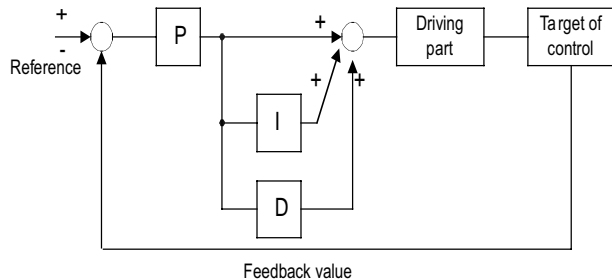 +
-
Reference
P
+
+
+
I
D
Driving
part
Target of
control
Feedback value